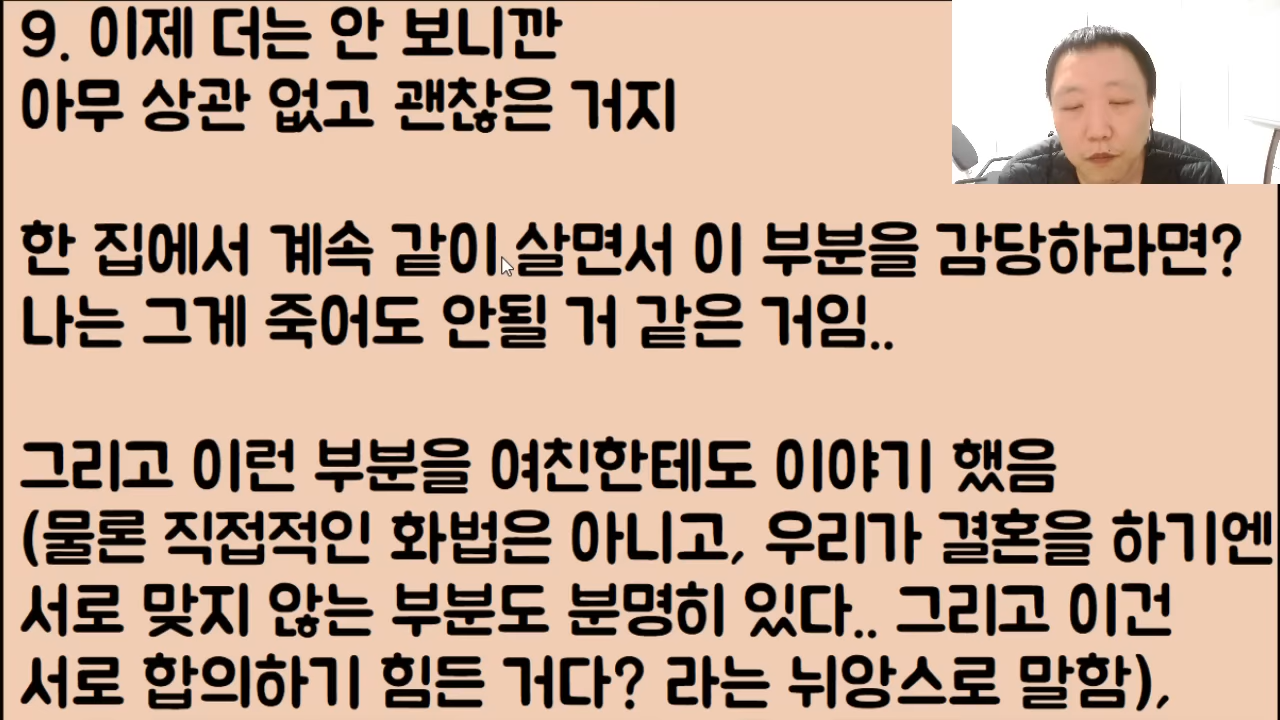 9. 이제 더는 안 보니깐
아무 상관 없고 괜찮은 거지
한 집에서 계속 같이 살면서 이 부분을 감당하라면?
나는 그게 죽어도 안될 거 같은 거임..
그리고 이런 부분을 여친한테도 이야기 했음
(물론 직접적인 화법은 아니고, 우리가 결혼을 하기엔
서로 맞지 않는 부분도 분명히 있다.. 그리고 이건
서로 합의하기 힘든 거다? 라는 뉘앙스로 말함),